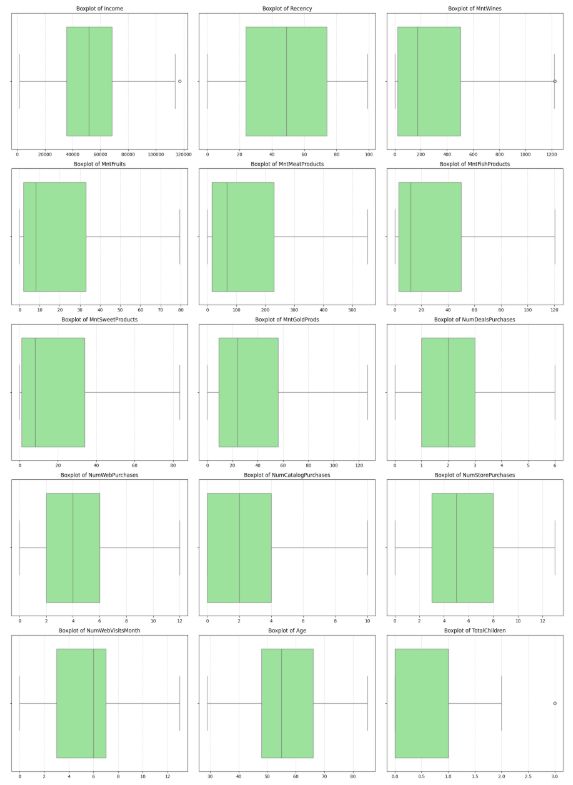 Boxplot of Income
Boxplot of Recency
Boxplot of MntWines
0 20000 40000 60000 80000 100000 120000
0 20 40 60 80 100
0 200 400 600 800 1000 1200
Boxplot of MntFruits
Boxplot of MntMeatProducts
Boxplot of MntFishProducts
0 10 20 30 40 50 60 70 80
0 100 200 300 400 500
0 20 40 60 80 100 120
Boxplot of MntSweetProducts
Boxplot of MntGoldProds
Boxplot of NumDealsPurchases
0 20 40 60 80
0 20 40 60 80 100 120
0 1 2 3 4 5 6
Boxplot of NumWebPurchases
Boxplot of NumCatalogPurchases
Boxplot of NumStorePurchases
0 2 4 6 8 10 12
0 2 4 6 8 10
0 2 4 6 8 10 12
Boxplot of NumWebVisitsMonth
Boxplot of Age
Boxplot of TotalChildren
0 2 4 6 8 10 12
30 40 50 60 70 80
0.0 0.5 1.0 1.5 2.0 2.5 3.0